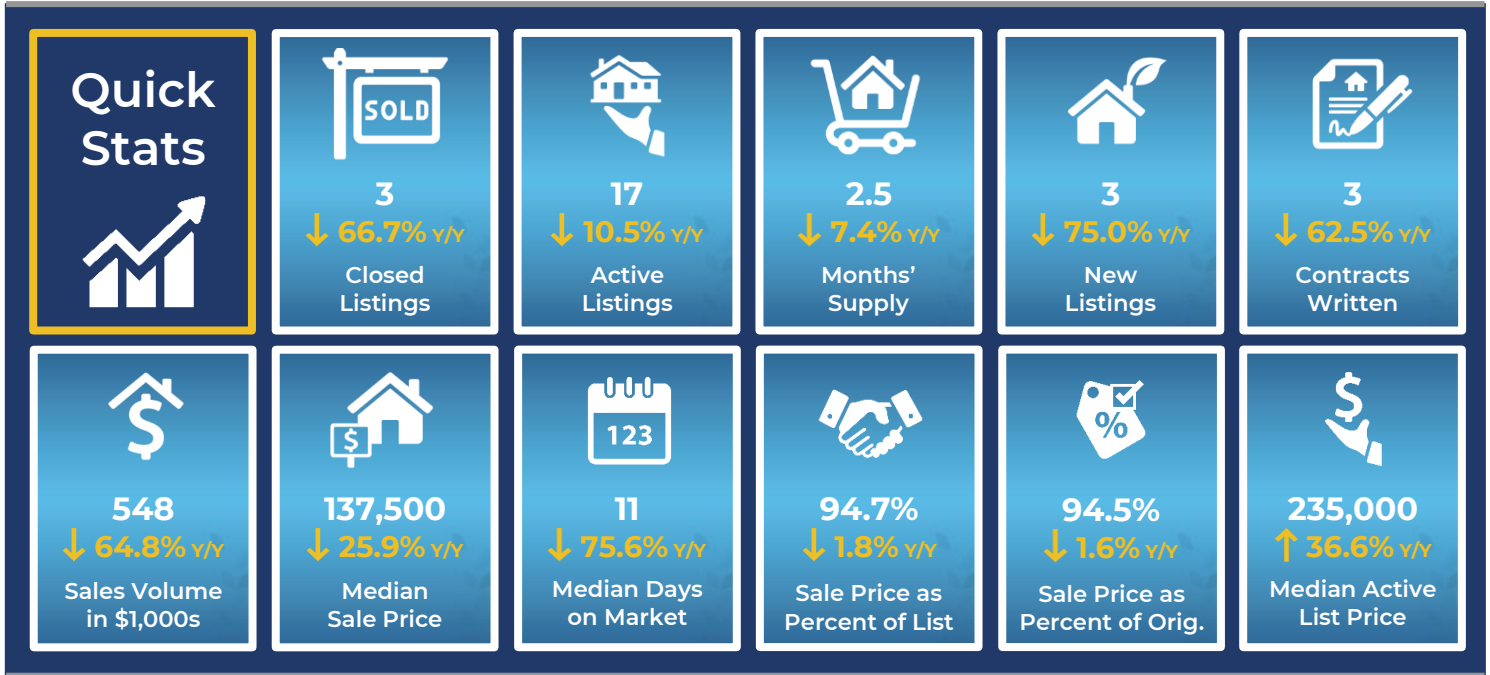 Quick
Stats
SOLD
3
↓ 66.7% Y/Y
Closed
Listings
17
↓ 10.5% Y/Y
Active
Listings
2.5
↓ 7.4% Y/Y
Months’
Supply
3
↓ 75.0% Y/Y
New
Listings
3
↓ 62.5% Y/Y
Contracts
Written
$
548
↓ 64.8% Y/Y
Sales Volume
in $1,000s
$
137,500
↓ 25.9% Y/Y
Median
Sale Price
123
11
↓ 75.6% Y/Y
Median Days
on Market
94.7%
↓ 1.8% Y/Y
Sale Price as
Percent of List
%
94.5%
↓ 1.6% Y/Y
Sale Price as
Percent of Orig.
$
235,000
↑ 36.6% Y/Y
Median Active
List Price